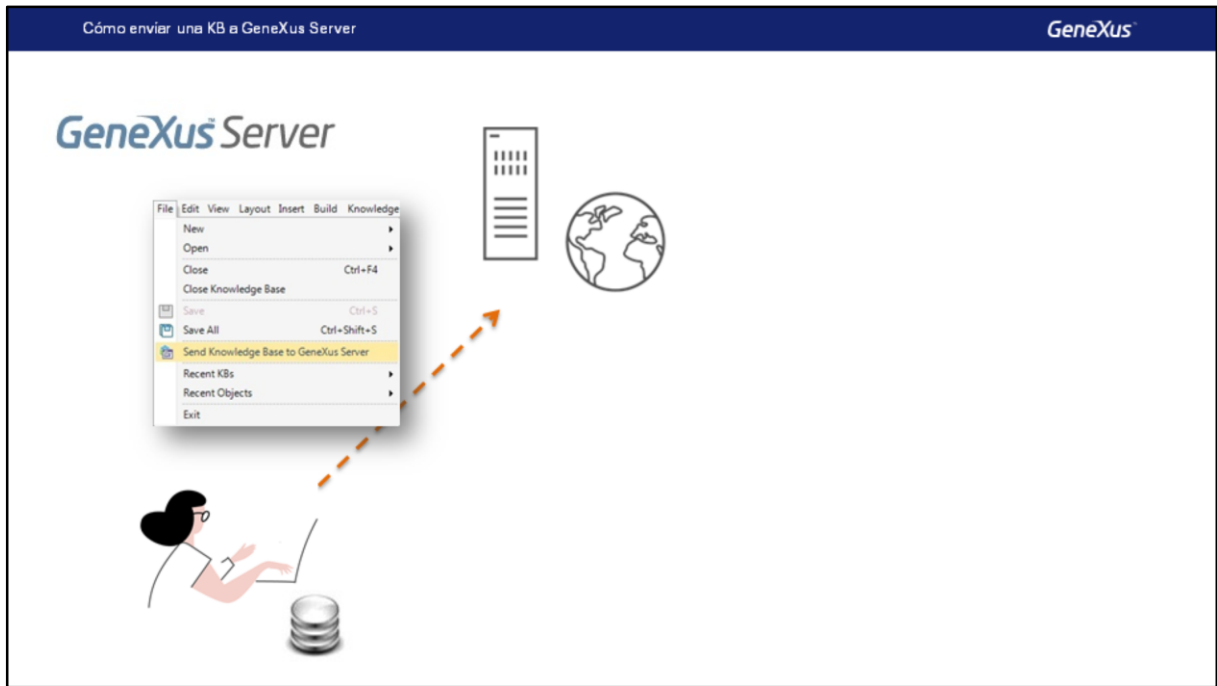 Cómo enviar una KB a GeneXus Server
GeneXus™
GeneXus™ Server
File Edit View Layout Insert Build Knowledge
New
Open
Close Ctrl+F4
Close Knowledge Base
Save Ctrl+S
Save All Ctrl+Shift+S
Send Knowledge Base to GeneXus Server
Recent KBs
Recent Objects
Exit